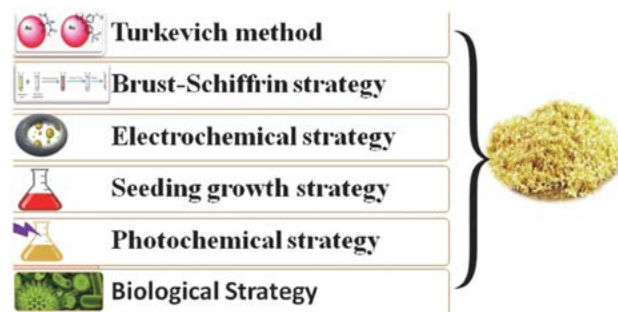 Turkevich method
Brust-Schiffrin strategy
Electrochemical strategy
Seeding growth strategy
Photochemical strategy
Biological Strategy